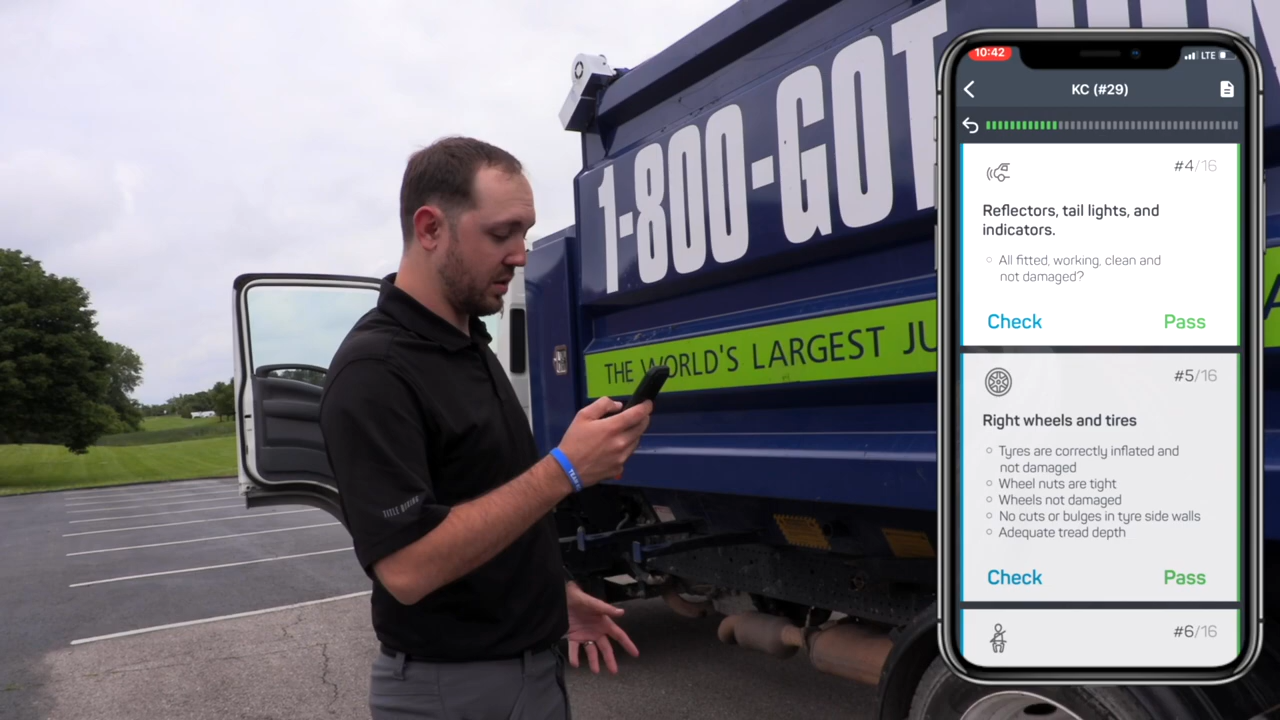 1-800-GOT
THE WORLD'S LARGEST JU
TITLE BOXING
10:42
LTE
KC (#29)
#4/16
Reflectors, tail lights, and
indicators.
All fitted, working, clean and
not damaged?
Check
Pass
#5/16
Right wheels and tires
Tyres are correctly inflated and
not damaged
Wheel nuts are tight
Wheels not damaged
No cuts or bulges in tyre side walls
Adequate tread depth
Check
Pass
#6/16